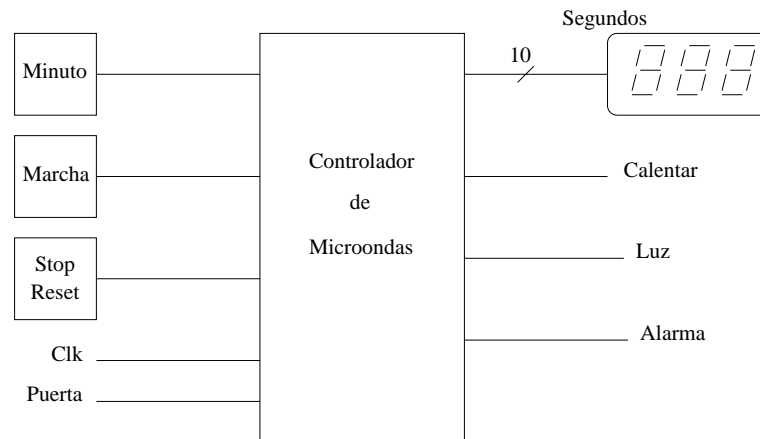 Segundos
Minuto
10
Marcha
Controlador
de
Microondas
Calentar
Stop
Reset
Luz
Clk
Alarma
Puerta